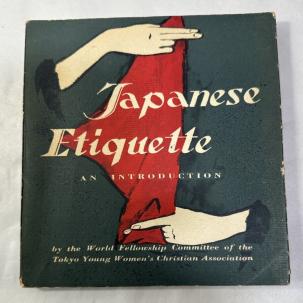 Japanese
Etiquette
AN INTRODUCTION
by the World Fellowship Committee of the
Tokyo Young Women's Christian Association